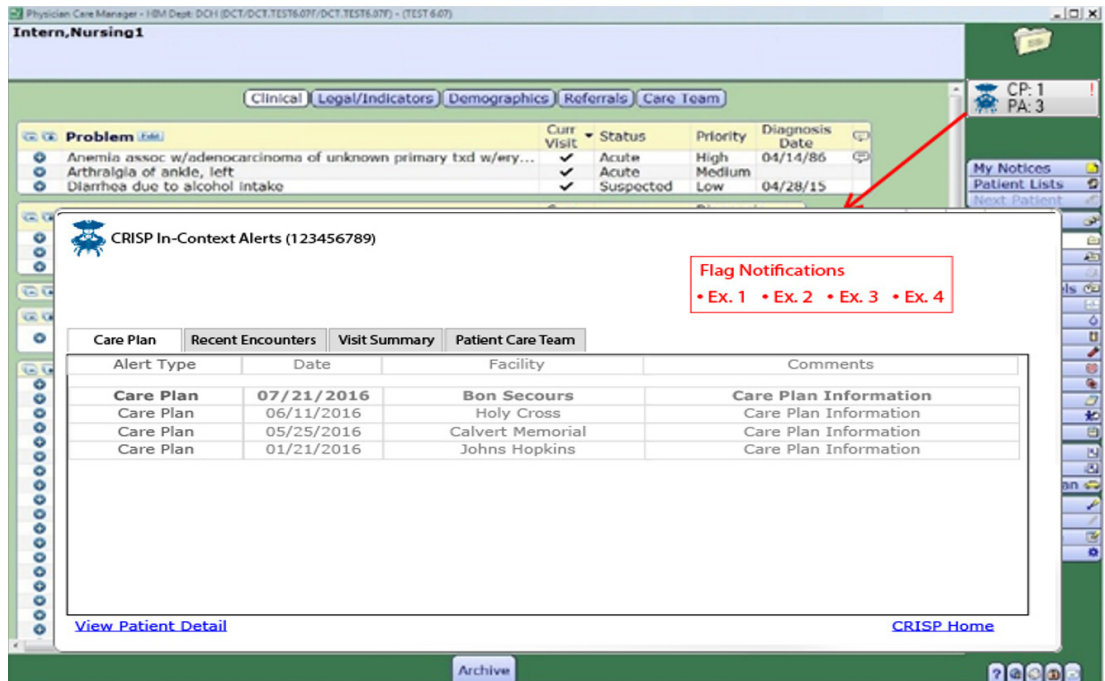 Physician Care Manager - HIM Dept: DCH (DCT/DCT.TEST6.07F/DCT.TEST6.07F) - (TEST 6.07)
Intern,Nursing1
CP: 1 !
PA: 3
Clinical Legal/Indicators Demographics Referrals Care Team
Problem Edit Curr Visit Status Priority Diagnosis Date
Anemia assoc w/adenocarcinoma of unknown primary txd w/ery... Acute High 04/14/86
Arthralgia of ankle, left Acute Medium
Diarrhea due to alcohol intake Suspected Low 04/28/15
My Notices
Patient Lists
Next Patient
CRISP In-Context Alerts (123456789)
Flag Notifications
• Ex. 1 • Ex. 2 • Ex. 3 • Ex. 4
Care Plan Recent Encounters Visit Summary Patient Care Team
Alert Type Date Facility Comments
Care Plan 07/21/2016 Bon Secours Care Plan Information
Care Plan 06/11/2016 Holy Cross Care Plan Information
Care Plan 05/25/2016 Calvert Memorial Care Plan Information
Care Plan 01/21/2016 Johns Hopkins Care Plan Information
View Patient Detail CRISP Home
Archive